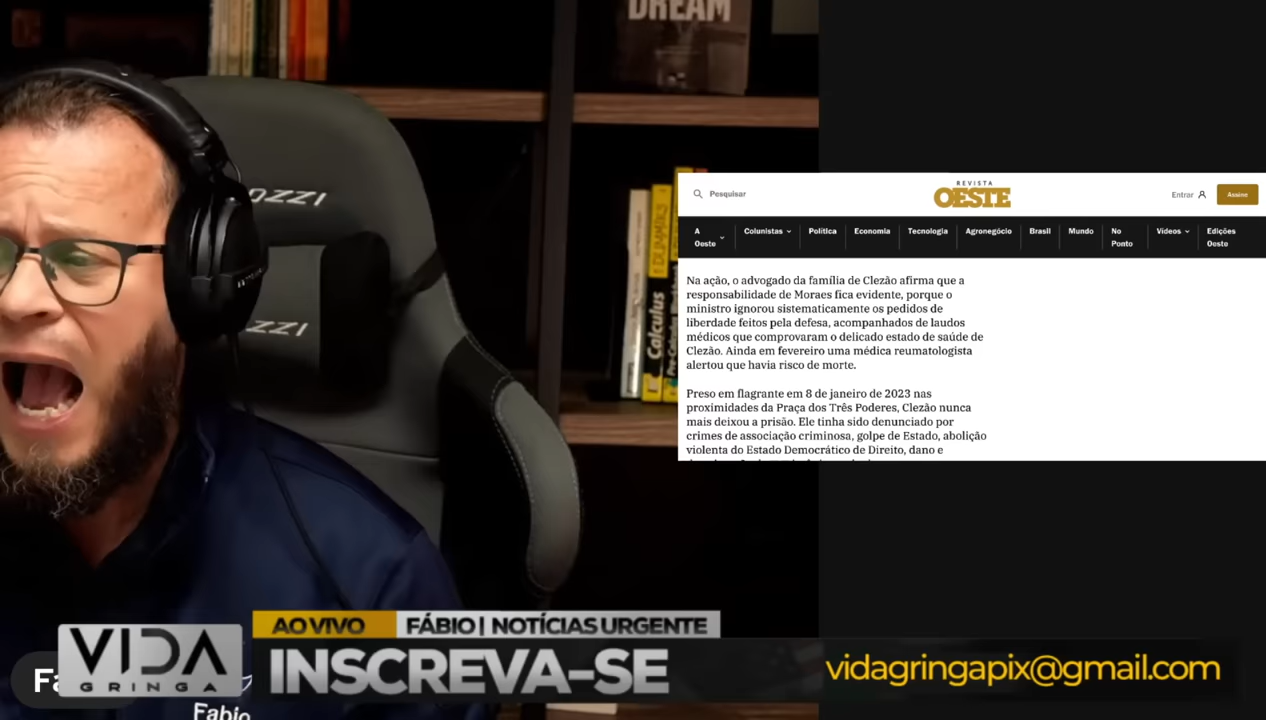 DREAM
OZZI
ZZI
DUMMIES
Calculus
Pesquisar
REVISTA
OESTE
Entrar
Assine
A Oeste
Colunistas
Política
Economia
Tecnologia
Agronegócio
Brasil
Mundo
No Ponto
Vídeos
Edições Oeste
Na ação, o advogado da família de Clezão afirma que a
responsabilidade de Moraes fica evidente, porque o
ministro ignorou sistematicamente os pedidos de
liberdade feitos pela defesa, acompanhados de laudos
médicos que comprovaram o delicado estado de saúde de
Clezão. Ainda em fevereiro uma médica reumatologista
alertou que havia risco de morte.
Preso em flagrante em 8 de janeiro de 2023 nas
proximidades da Praça dos Três Poderes, Clezão nunca
mais deixou a prisão. Ele tinha sido denunciado por
crimes de associação criminosa, golpe de Estado, abolição
violenta do Estado Democrático de Direito, dano e
AO VIVO
FÁBIO | NOTÍCIAS URGENTE
VIDA
GRINGA
INSCREVA-SE
vidagringapix@gmail.com
Fa
Fabio